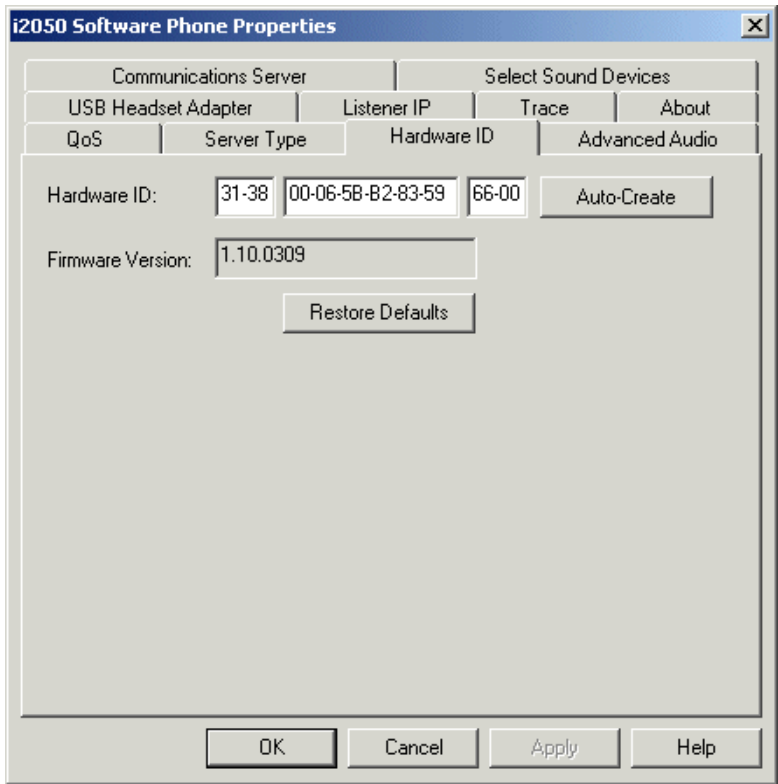 i2050 Software Phone Properties
Communications Server Select Sound Devices
USB Headset Adapter Listener IP Trace About
QoS Server Type Hardware ID Advanced Audio
Hardware ID: 31-38 00-06-5B-B2-83-59 66-00 Auto-Create
Firmware Version: 1.10.0309
Restore Defaults
OK Cancel Apply Help